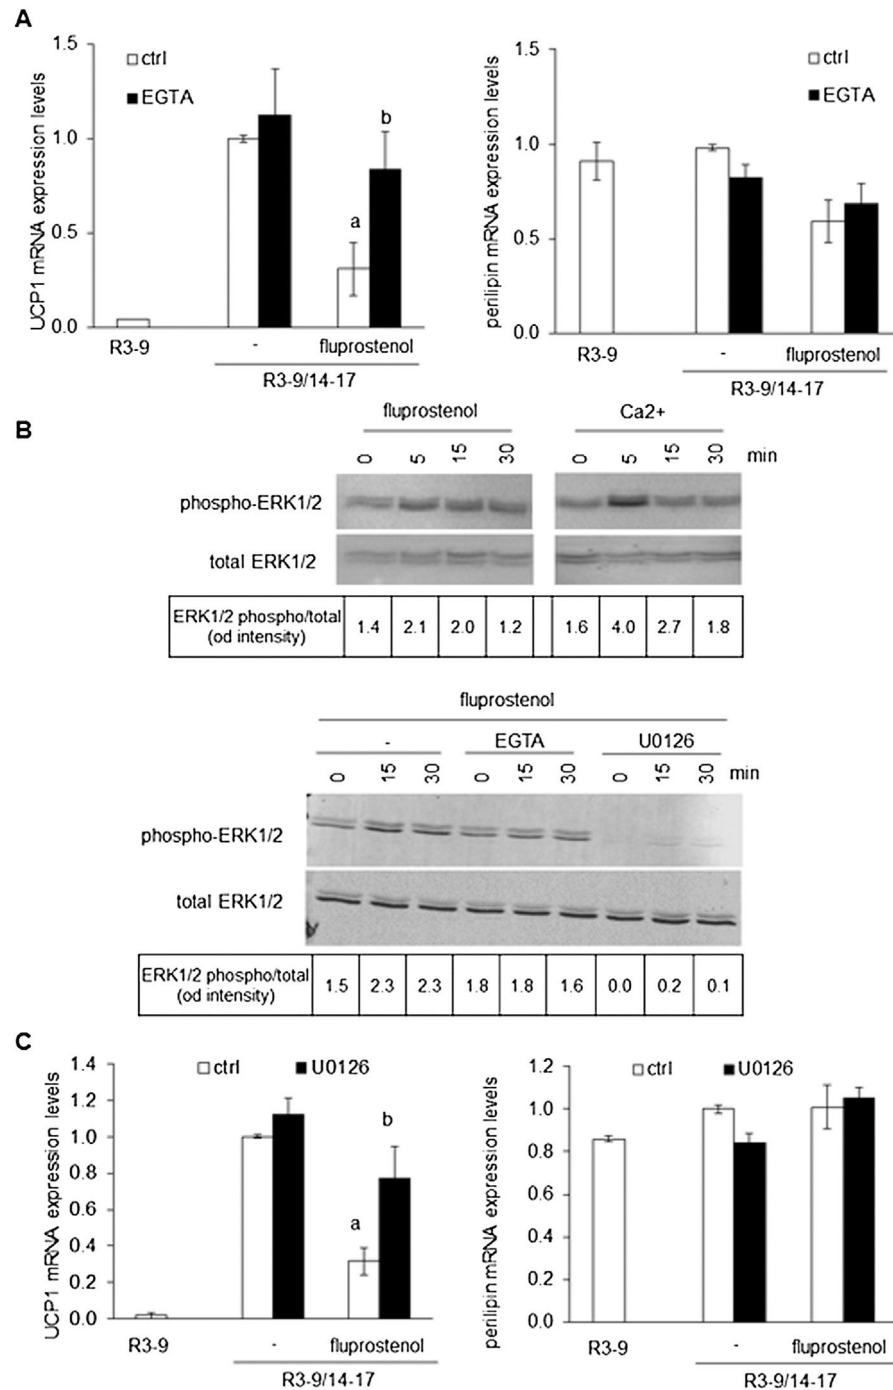 A
UCP1 mRNA expression levels
1.5
1.0
0.5
0.0
ctrl
EGTA
a
b
R3-9
-
fluprostenol
R3-9/14-17
perilipin mRNA expression levels
1.5
1.0
0.5
0.0
ctrl
EGTA
R3-9
-
fluprostenol
R3-9/14-17
B
fluprostenol Ca2+
0 5 15 30 0 5 15 30 min
phospho-ERK1/2
total ERK1/2
ERK1/2 phospho/total 1.4 2.1 2.0 1.2 1.6 4.0 2.7 1.8
(od intensity)
fluprostenol
- EGTA U0126
0 15 30 0 15 30 0 15 30 min
phospho-ERK1/2
total ERK1/2
ERK1/2 phospho/total 1.5 2.3 2.3 1.8 1.8 1.6 0.0 0.2 0.1
(od intensity)
C
UCP1 mRNA expression levels
1.4
1.2
1.0
0.8
0.6
0.4
0.2
0.0
ctrl U0126
a
b
R3-9
-
fluprostenol
R3-9/14-17
perilipin mRNA expression levels
1.2
1.0
0.8
0.6
0.4
0.2
0.0
ctrl U0126
R3-9
-
fluprostenol
R3-9/14-17